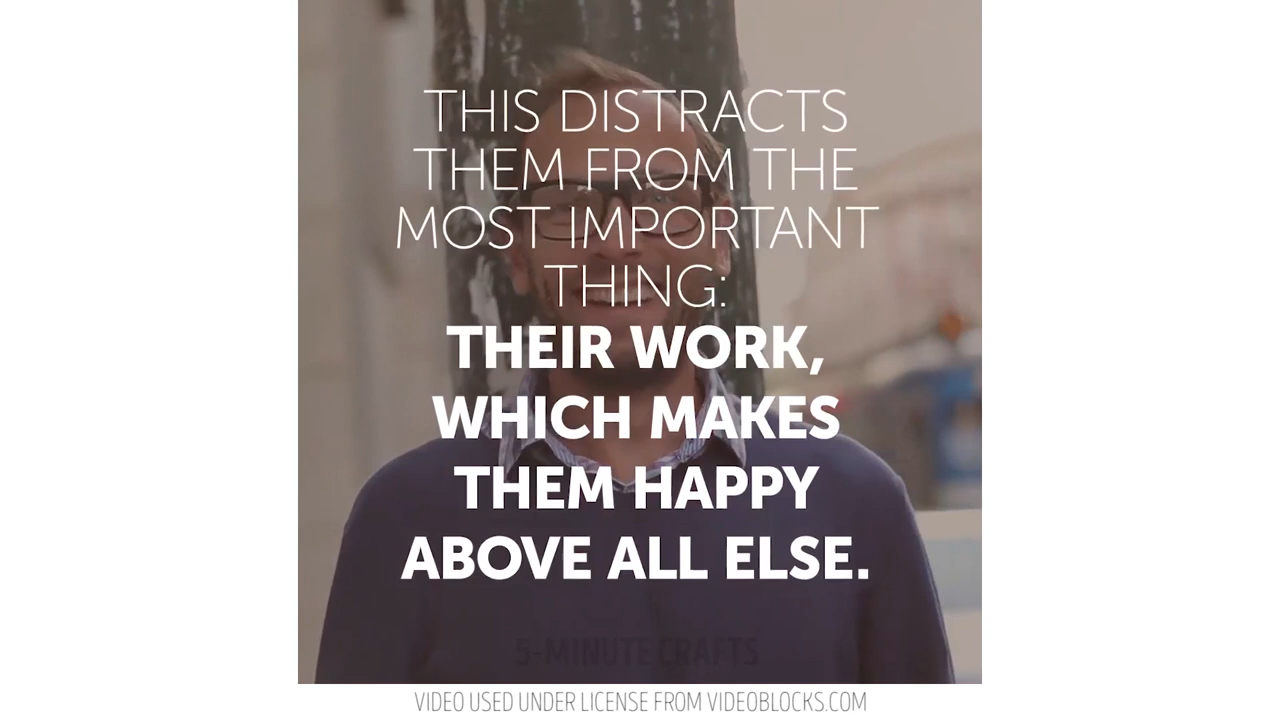 THIS DISTRACTS
THEM FROM THE
MOST IMPORTANT
THING:
THEIR WORK,
WHICH MAKES
THEM HAPPY
ABOVE ALL ELSE.
5-MINUTE CRAFTS
VIDEO USED UNDER LICENSE FROM VIDEOBLOCKS.COM